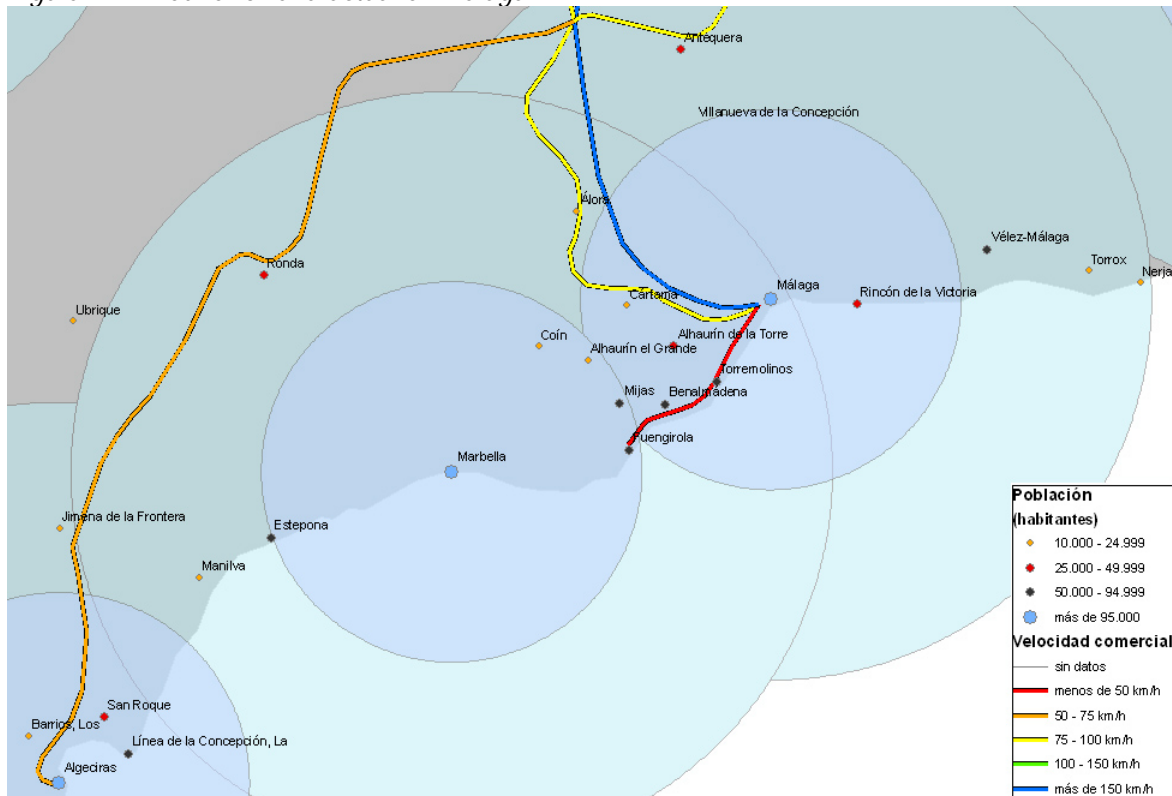 Antequera
Villanueva de la Concepción
Álora
Vélez-Málaga
Ronda
Torrox
Nerja
Málaga
Cártama
Rincón de la Victoria
Ubrique
Coín
Alhaurín de la Torre
Alhaurín el Grande
Torremolinos
Mijas
Benalmádena
Fuengirola
Marbella
Jimena de la Frontera
Estepona
Manilva
San Roque
Barrios, Los
Línea de la Concepción, La
Algeciras
Población
(habitantes)
10.000 - 24.999
25.000 - 49.999
50.000 - 94.999
más de 95.000
Velocidad comercial
sin datos
menos de 50 km/h
50 - 75 km/h
75 - 100 km/h
100 - 150 km/h
más de 150 km/h